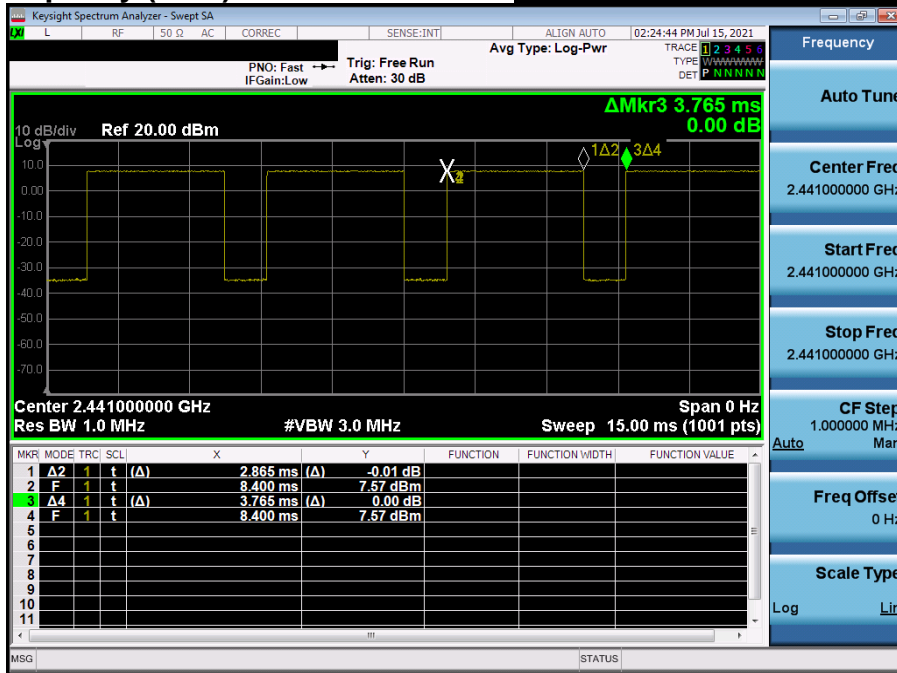 Keysight Spectrum Analyzer - Swept SA
LXI L RF 50 Ω AC CORREC SENSE:INT ALIGN AUTO 02:24:44 PM Jul 15, 2021
Avg Type: Log-Pwr
TRACE 1 2 3 4 5 6
TYPE WWWWWW
DET P N N N N N
PNO: Fast Trig: Free Run
IFGain:Low Atten: 30 dB
ΔMkr3 3.765 ms
0.00 dB
10 dB/div Ref 20.00 dBm
Log
1Δ2 3Δ4
X
10.0
0.00
-10.0
-20.0
-30.0
-40.0
-50.0
-60.0
-70.0
Center 2.441000000 GHz Span 0 Hz
Res BW 1.0 MHz #VBW 3.0 MHz Sweep 15.00 ms (1001 pts)
MKR MODE TRC SCL X Y FUNCTION FUNCTION WIDTH FUNCTION VALUE
1 Δ2 1 t (Δ) 2.865 ms (Δ) -0.01 dB
2 F 1 t 8.400 ms 7.57 dBm
3 Δ4 1 t (Δ) 3.765 ms (Δ) 0.00 dB
4 F 1 t 8.400 ms 7.57 dBm
5
6
7
8
9
10
11
MSG STATUS
Frequency
Auto Tune
Center Freq
2.441000000 GHz
Start Freq
2.441000000 GHz
Stop Freq
2.441000000 GHz
CF Step
1.000000 MHz
Auto Man
Freq Offset
0 Hz
Scale Type
Log Lin